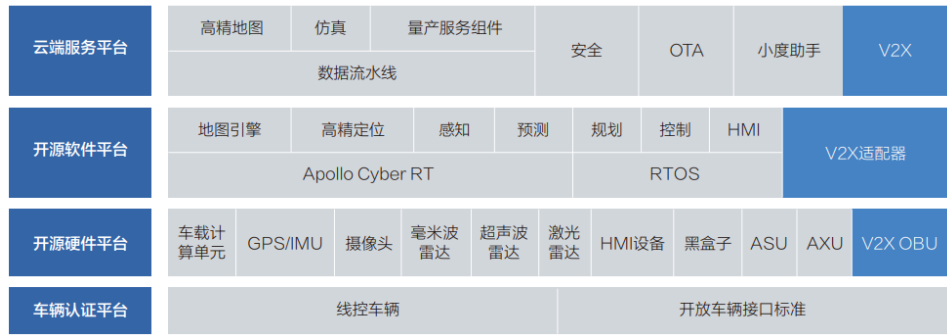 云端服务平台
高精地图
仿真
量产服务组件
数据流水线
安全
OTA
小度助手
V2X
开源软件平台
地图引擎
高精定位
感知
预测
规划
控制
HMI
Apollo Cyber RT
RTOS
V2X适配器
开源硬件平台
车载计
算单元
GPS/IMU
摄像头
毫米波
雷达
超声波
雷达
激光
雷达
HMI设备
黑盒子
ASU
AXU
V2X OBU
车辆认证平台
线控车辆
开放车辆接口标准